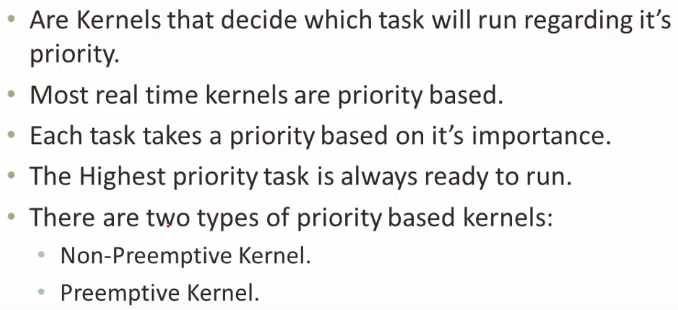 • Are Kernels that decide which task will run regarding it's
priority.
• Most real time kernels are priority based.
• Each task takes a priority based on it's importance.
• The Highest priority task is always ready to run.
• There are two types of priority based kernels:
• Non-Preemptive Kernel.
• Preemptive Kernel.